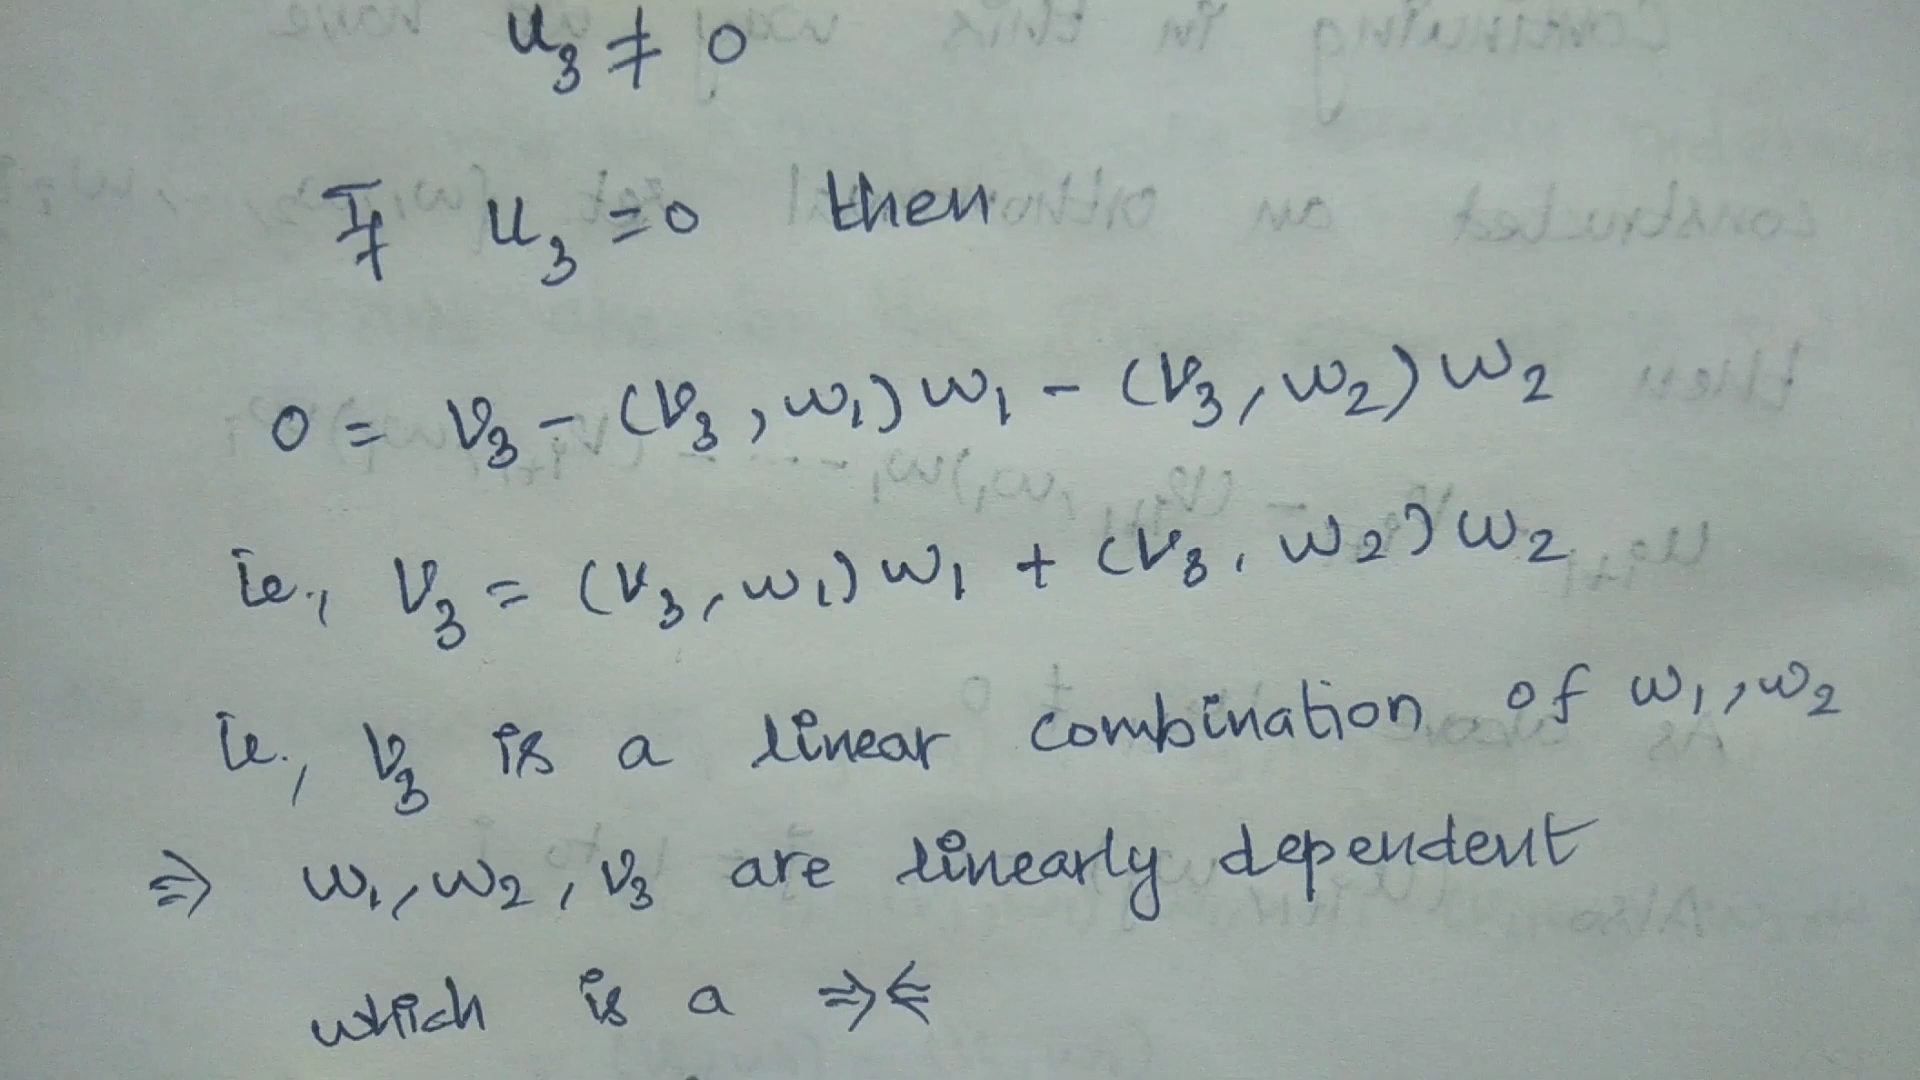 u₃ ≠ 0
If u₃ = 0 then
0 = v₃ - (v₃, w₁) w₁ - (v₃, w₂) w₂
ie., v₃ = (v₃, w₁) w₁ + (v₃, w₂) w₂
ie., v₃ is a linear combination of w₁, w₂
⇒ w₁, w₂, v₃ are linearly dependent
which is a ⇒⇐